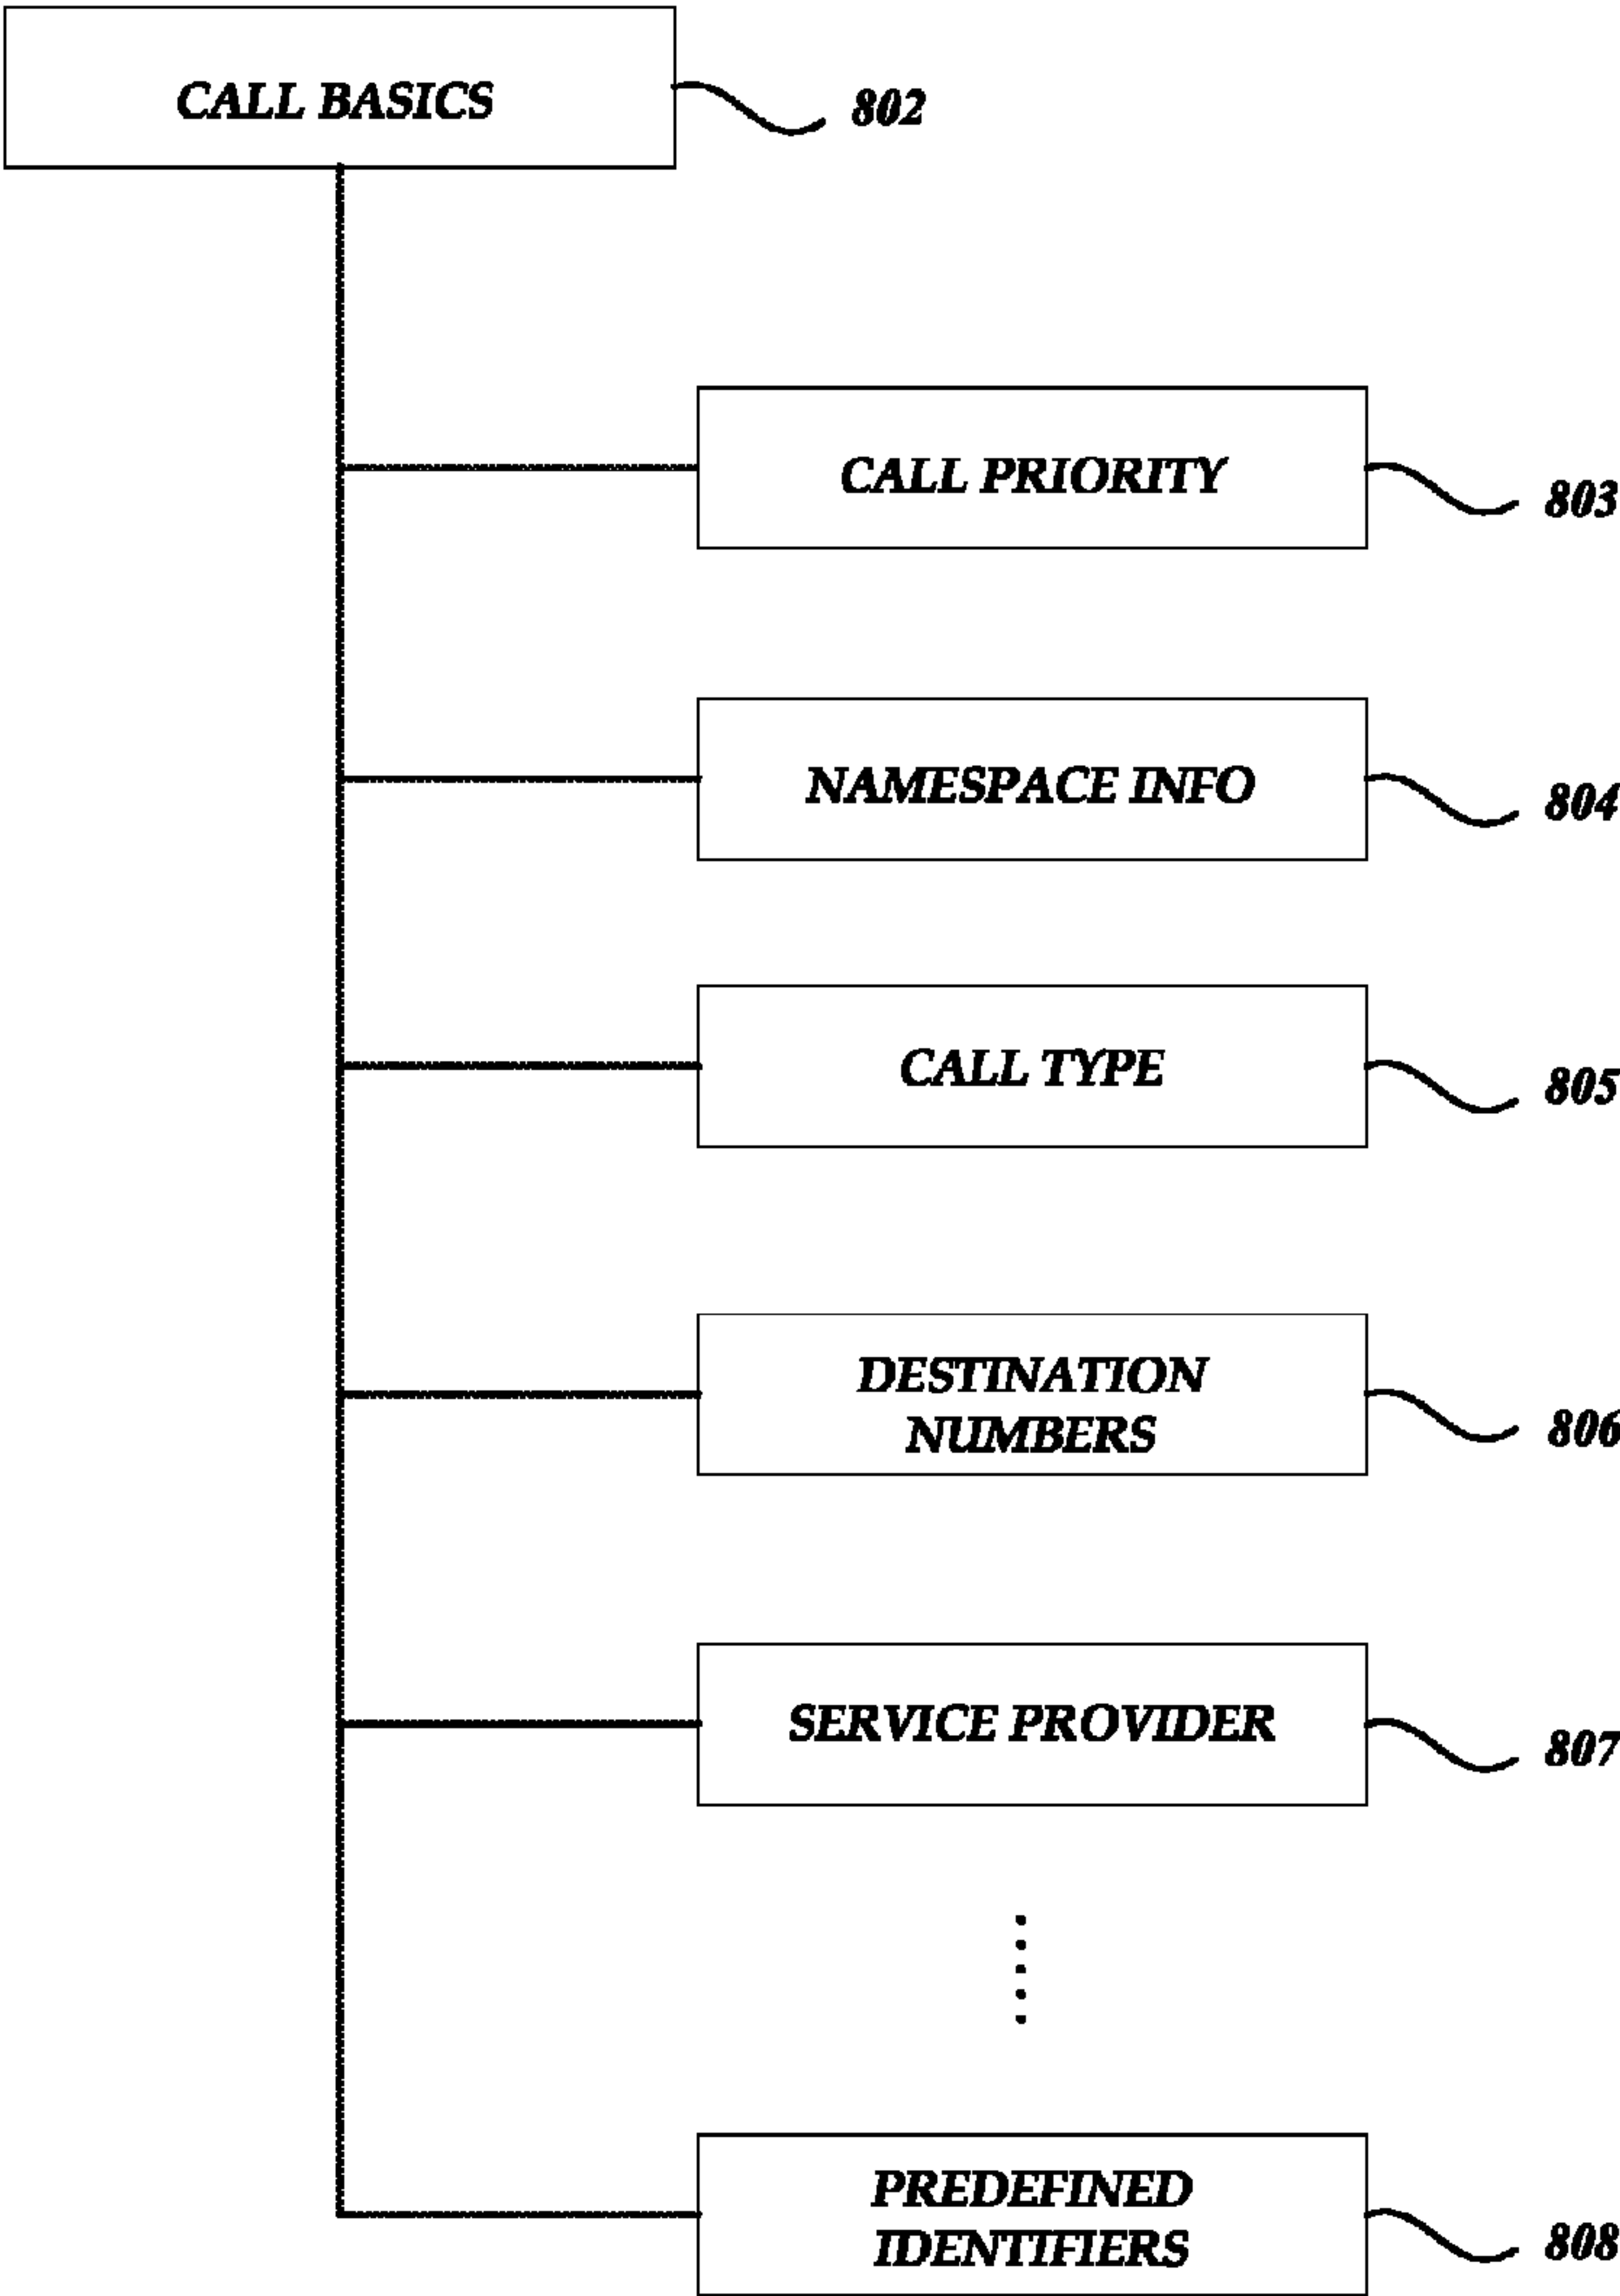 CALL BASICS
802
CALL PRIORITY
803
NAMESPACE INFO
804
CALL TYPE
805
DESTINATION
NUMBERS
806
SERVICE PROVIDER
807
PREDEFINED
IDENTIFIERS
808